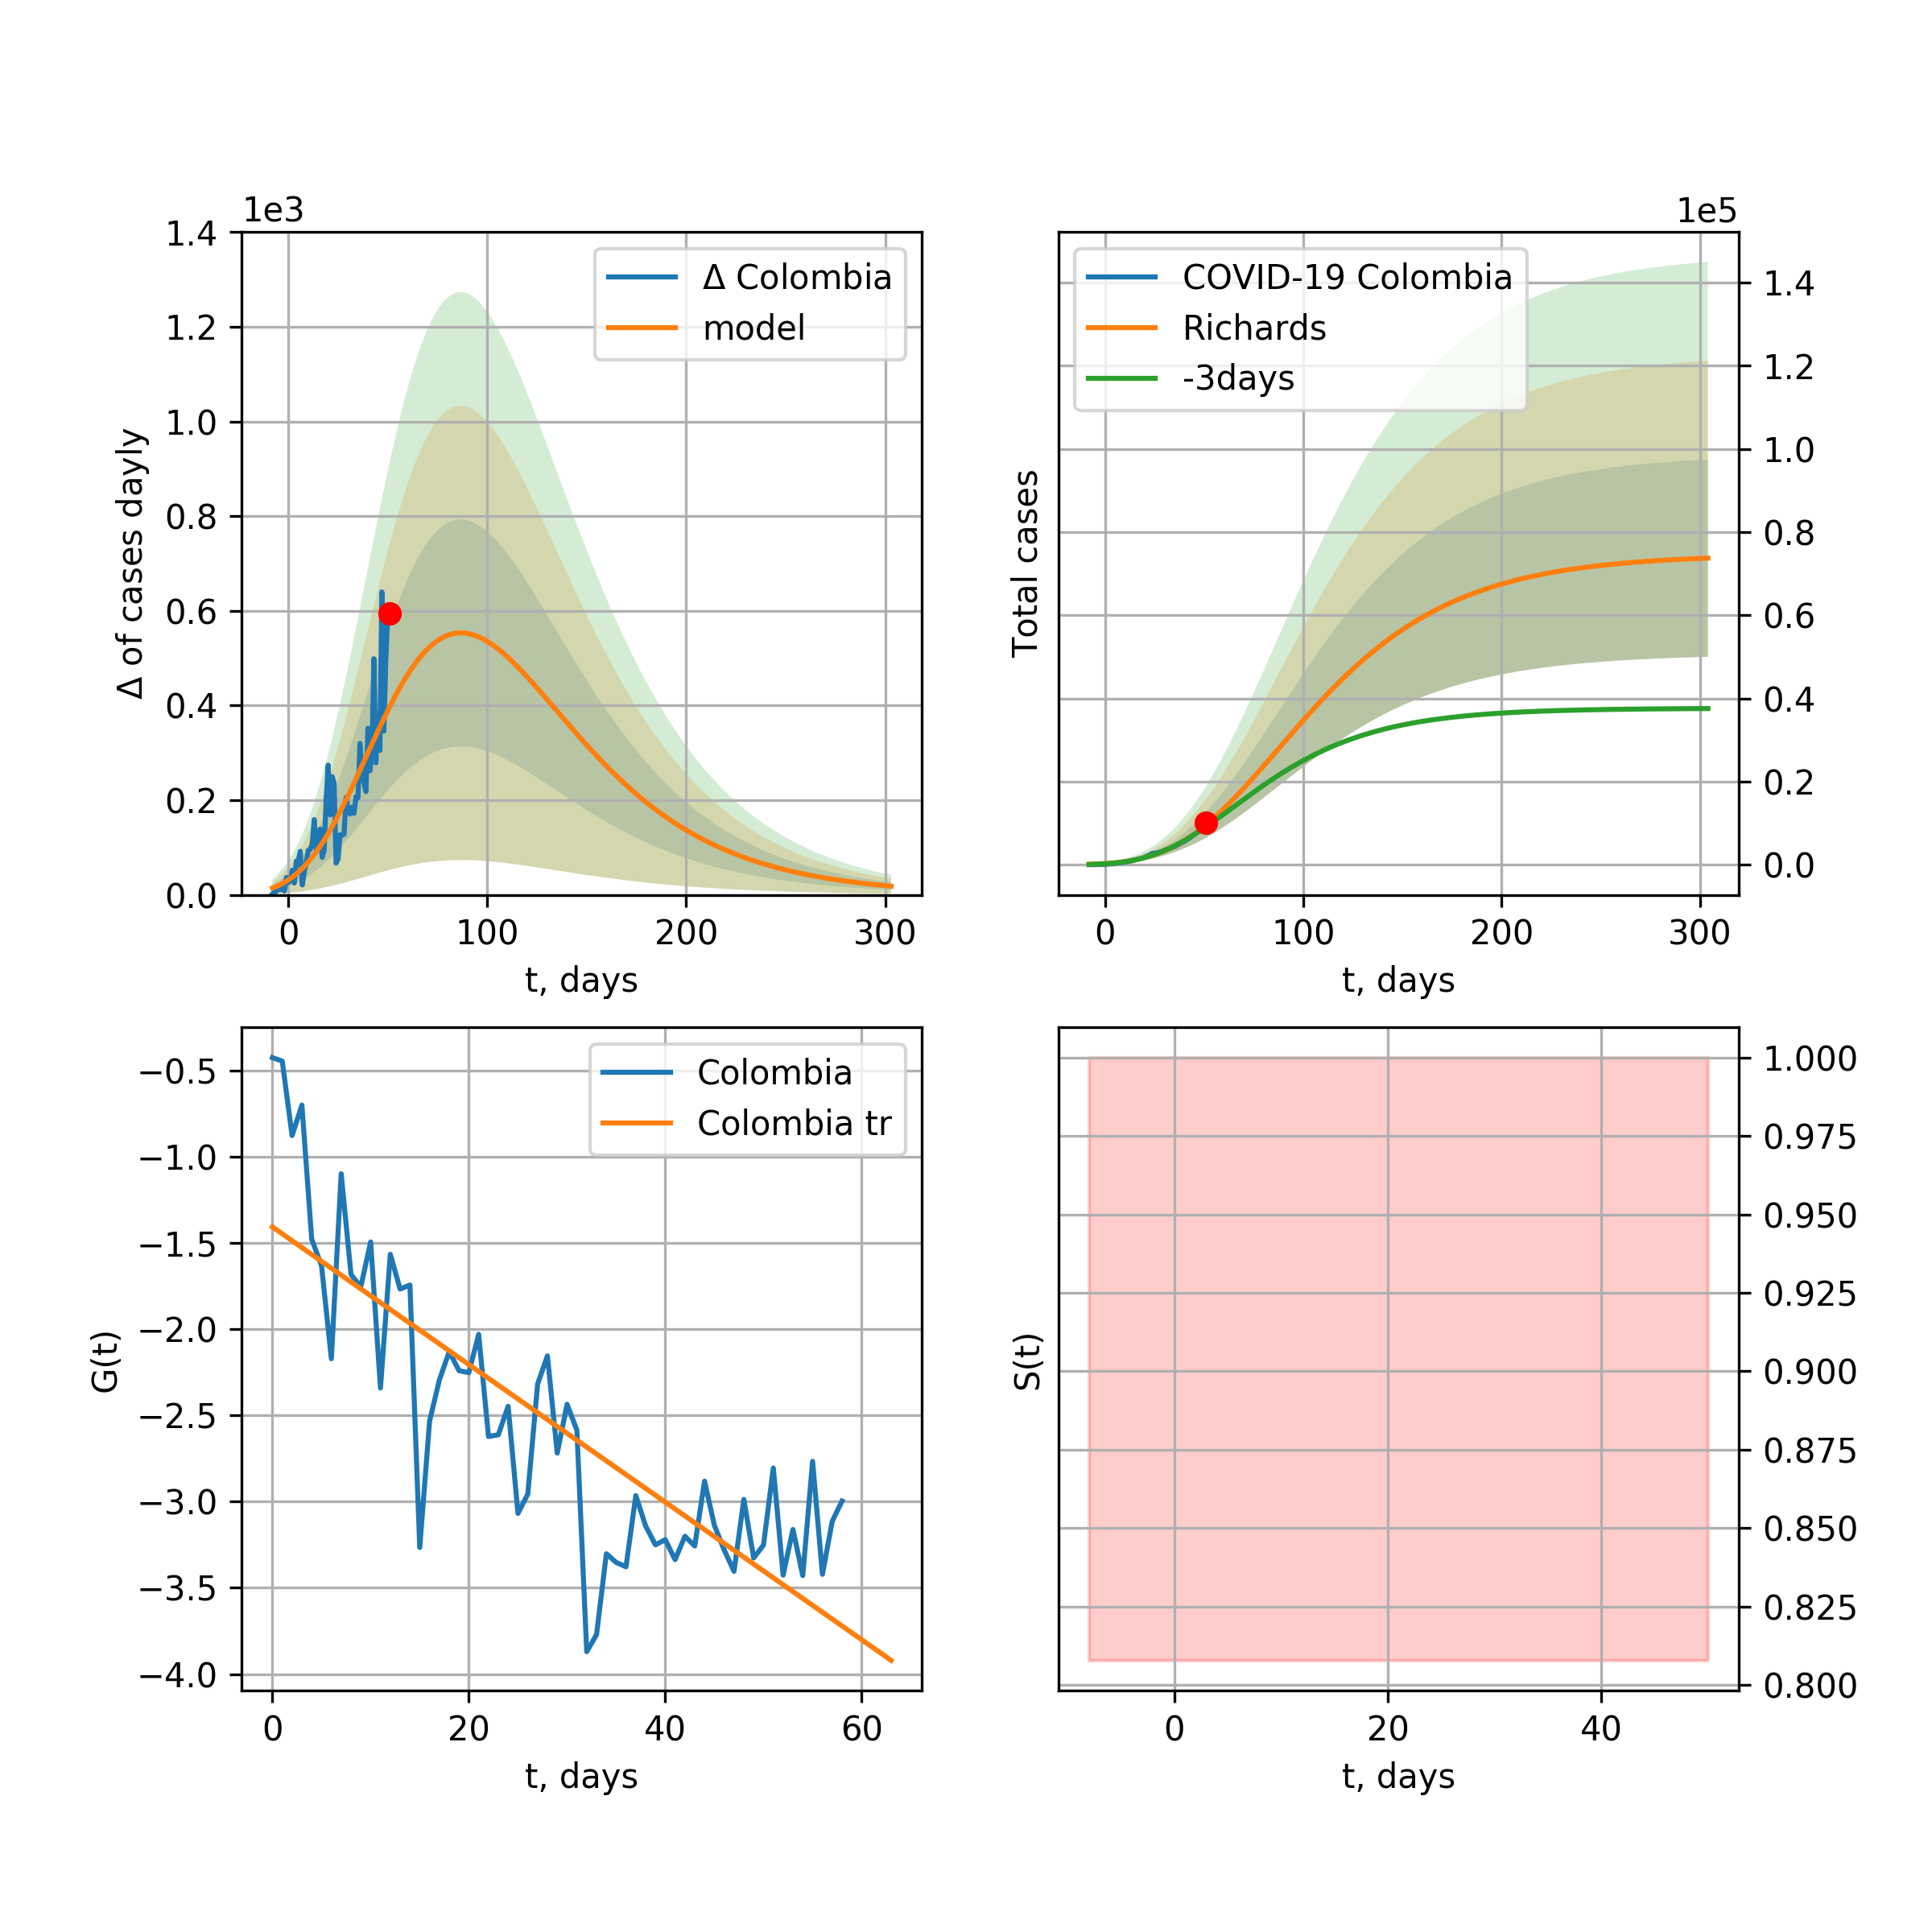 1e3
1.4
1.2
1.0
0.8
0.6
0.4
0.2
0.0
Δ of cases dayly
Δ Colombia
model
0 100 200 300
t, days
1e5
1.4
1.2
1.0
0.8
0.6
0.4
0.2
0.0
Total cases
COVID-19 Colombia
Richards
-3days
0 100 200 300
t, days
−0.5
−1.0
−1.5
−2.0
−2.5
−3.0
−3.5
−4.0
G(t)
Colombia
Colombia tr
0 20 40 60
t, days
1.000
0.975
0.950
0.925
0.900
0.875
0.850
0.825
0.800
S(t)
0 20 40
t, days